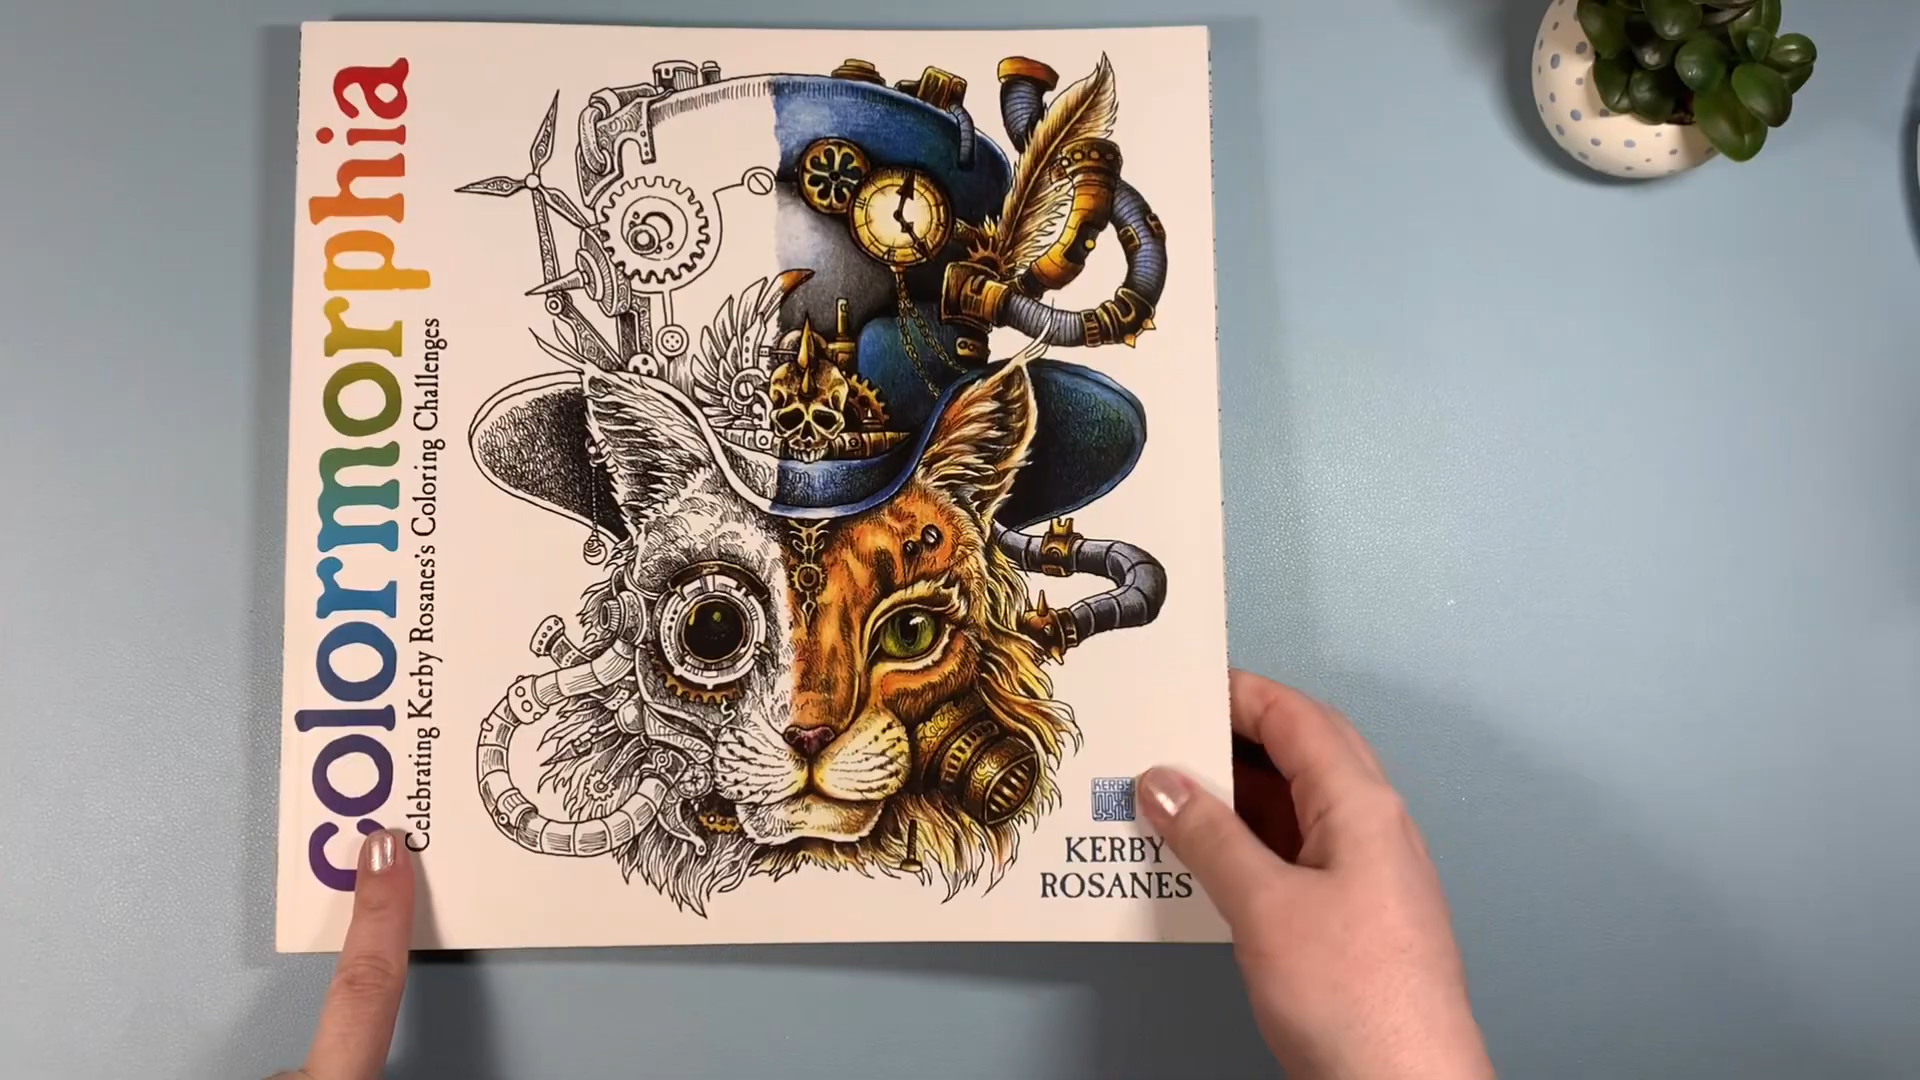 colormorphia
Celebrating Kerby Rosanes's Coloring Challenges
KERBY
ROSANES